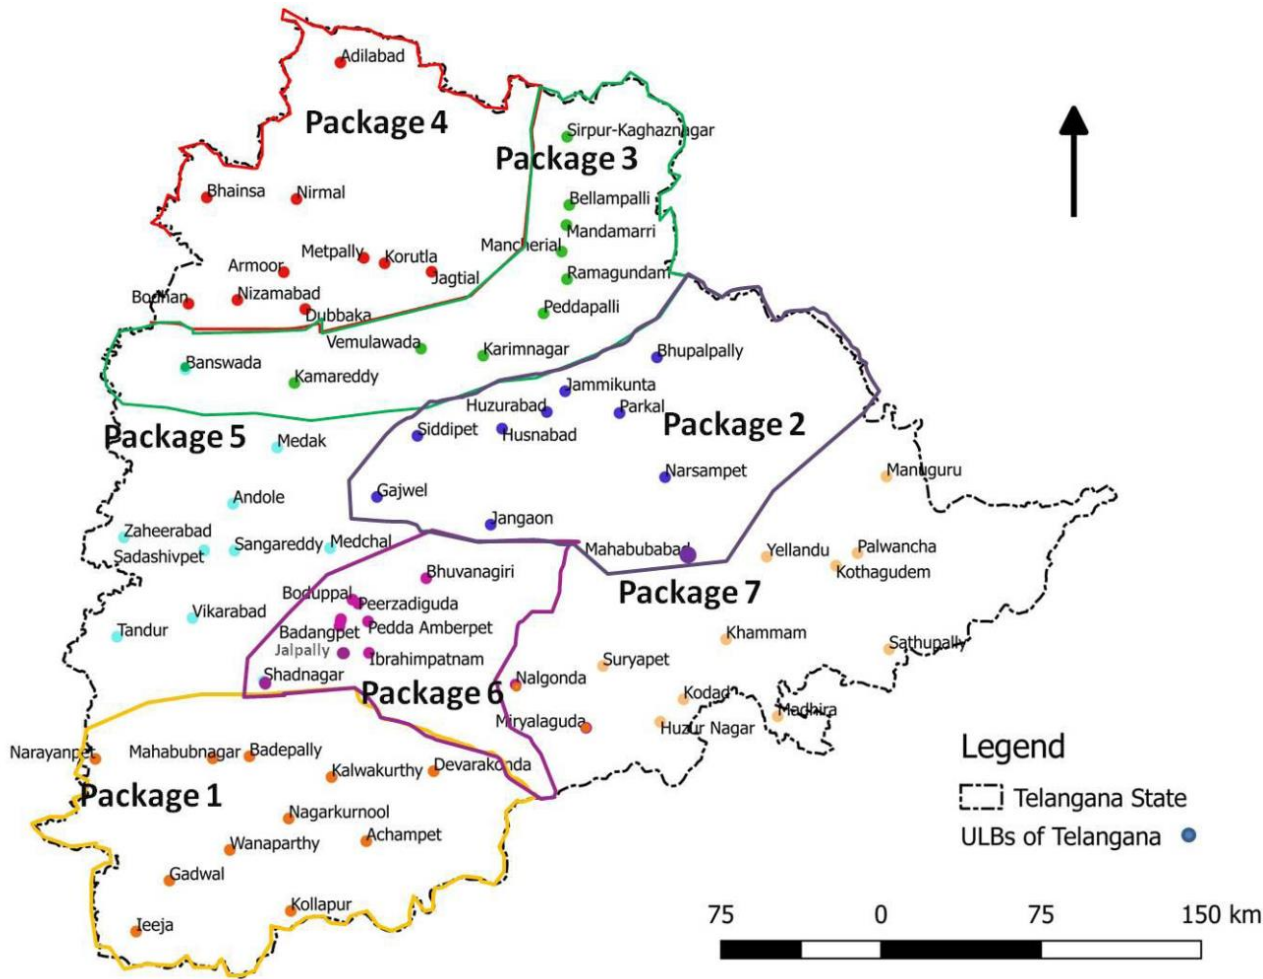 Adilabad
Package 4
Sirpur-Kaghaznagar
Package 3
Bhainsa
Nirmal
Bellampalli
Mandamarri
Mancherial
Metpally
Korutla
Armoor
Jagtial
Ramagundam
Bodhan
Nizamabad
Dubbaka
Peddapalli
Vemulawada
Karimnagar
Bhupalpally
Banswada
Kamareddy
Jammikunta
Huzurabad
Parkal
Package 2
Package 5
Siddipet
Husnabad
Medak
Narsampet
Manuguru
Andole
Gajwel
Jangaon
Zaheerabad
Sadashivpet
Sangareddy
Medchal
Mahabubabad
Yellandu
Palwancha
Kothagudem
Bhuvanagiri
Package 7
Boduppal
Peerzadiguda
Vikarabad
Tandur
Badangpet
Pedda Amberpet
Khammam
Sathupally
Jalpally
Ibrahimpatnam
Suryapet
Shadnagar
Package 6
Nalgonda
Kodad
Madhira
Miryalaguda
Huzur Nagar
Narayanpet
Mahabubnagar
Badepally
Kalwakurthy
Devarakonda
Package 1
Nagarkurnool
Achampet
Wanaparthy
Gadwal
Kollapur
Ieeja
Legend
Telangana State
ULBs of Telangana
75 0 75 150 km